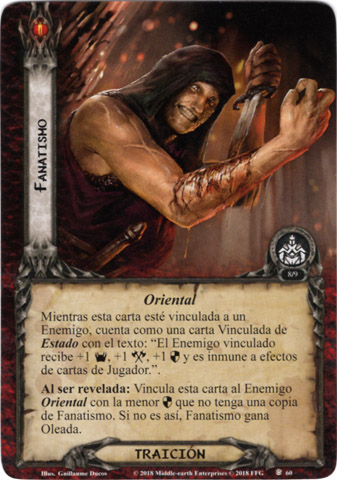 FANATISMO
879
Oriental
Mientras esta carta esté vinculada a un
Enemigo, cuenta como una carta Vinculada de
Estado con el texto: “El Enemigo vinculado
recibe +1, +1, +1 y es inmune a efectos
de cartas de Jugador.”.
Al ser revelada: Vincula esta carta al Enemigo
Oriental con la menor que no tenga una copia
de Fanatismo. Si no es así, Fanatismo gana
Oleada.
TRAICIÓN
Illus. Guillaume Ducos
© 2018 Middle-earth Enterprises © 2018 FFG
60